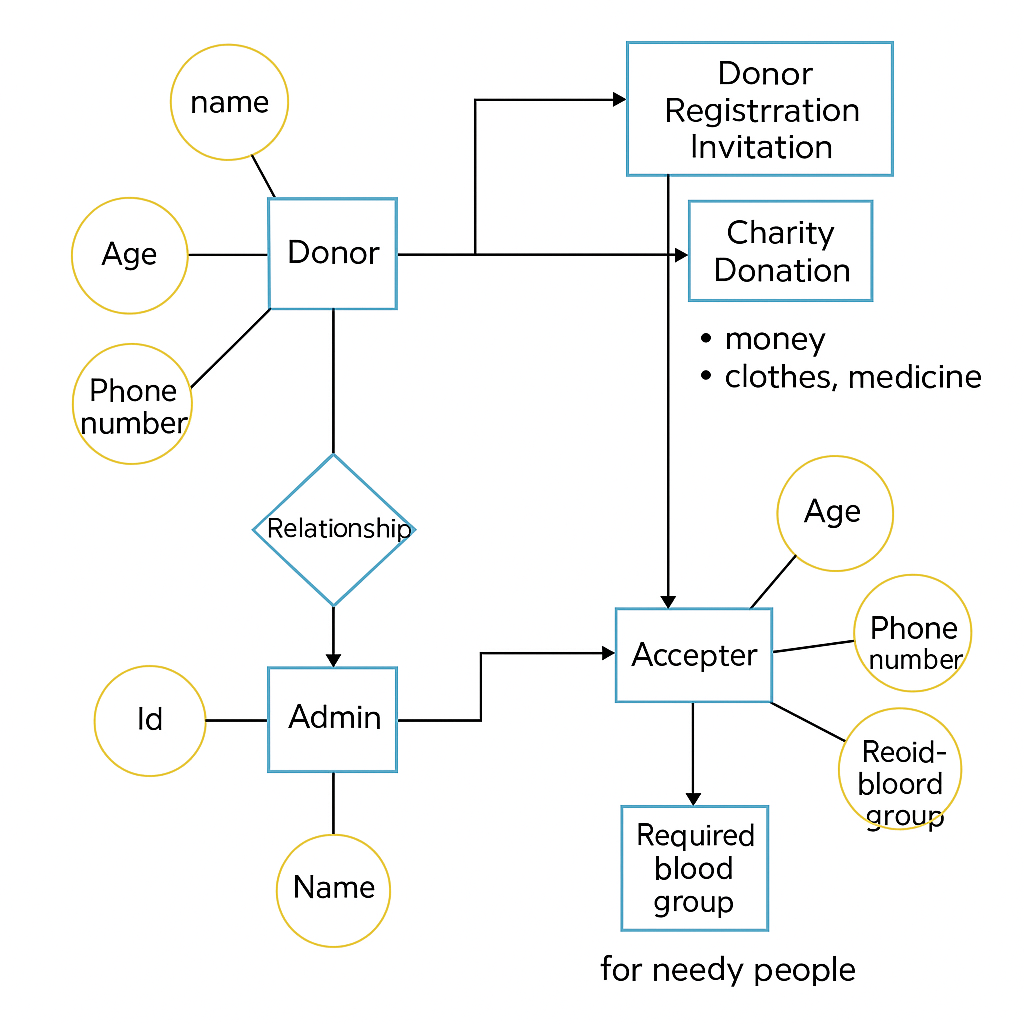 name
Donor
Registrration
Invitation
Age
Donor
Charity
Donation
• money
• clothes, medicine
Phone
number
Relationship
Age
Accepter
Phone
number
Id
Admin
Reoid-
bloord
group
Name
Required
blood
group
for needy people